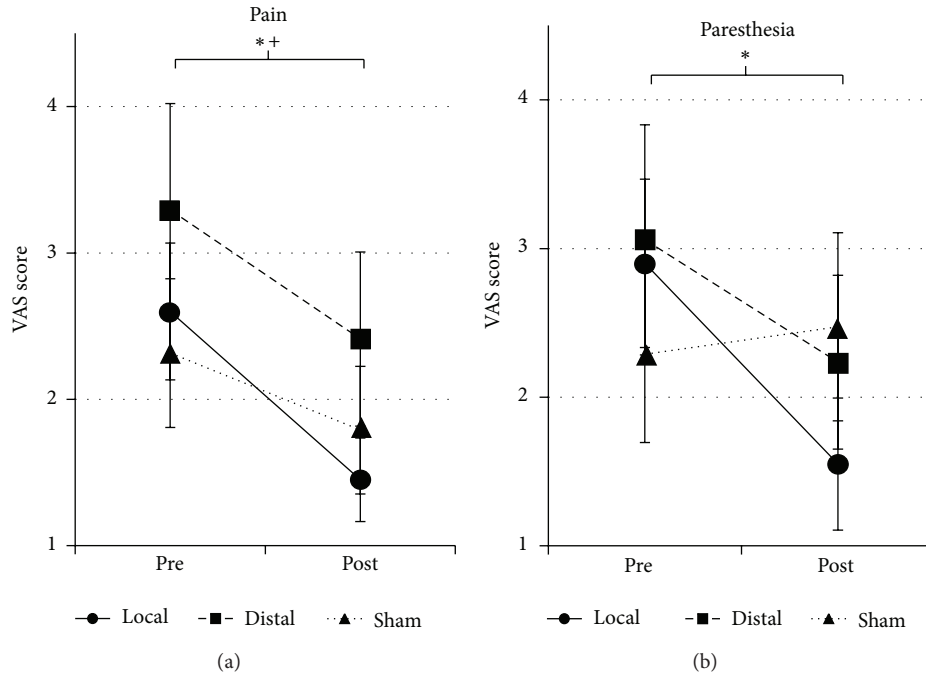 Pain
* +
4
3
2
1
VAS score
Pre Post
Local Distal Sham
(a)
Paresthesia
*
4
3
2
1
VAS score
Pre Post
Local Distal Sham
(b)